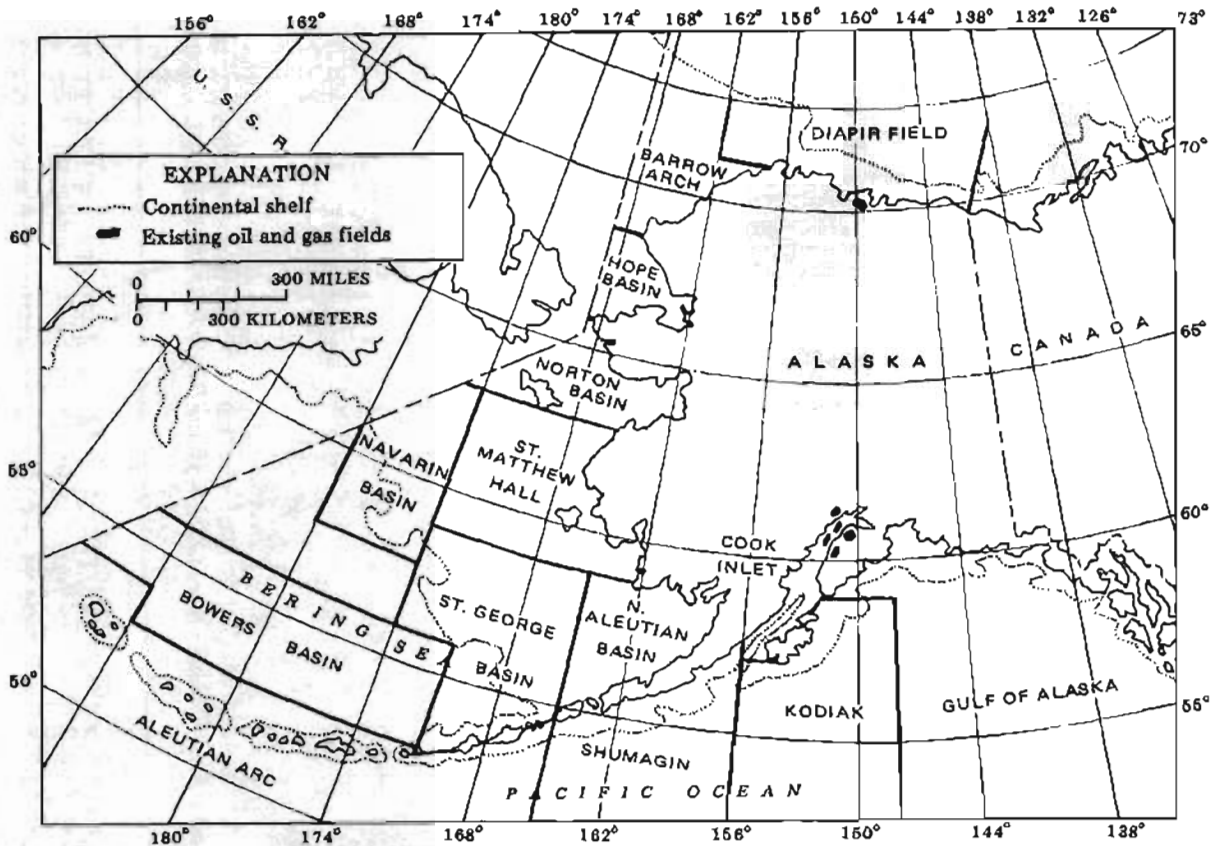 156° 162° 168° 174° 180° 174° 168° 162° 156° 150° 144° 138° 132° 126° 73°
U. S. S. R.
DIAPIR FIELD
70°
BARROW
ARCH
EXPLANATION
Continental shelf
Existing oil and gas fields
60°
HOPE
BASIN
0 300 MILES
0 300 KILOMETERS
65°
CANADA
ALASKA
NORTON
BASIN
ST.
MATTHEW
HALL
NAVARIN
BASIN
55°
60°
COOK
INLET
BERING SEA
BOWERS
BASIN
ST. GEORGE
BASIN
N.
ALEUTIAN
BASIN
50°
KODIAK
GULF OF ALASKA
55°
ALEUTIAN ARC
SHUMAGIN
PACIFIC OCEAN
180° 174° 168° 162° 156° 150° 144° 138°